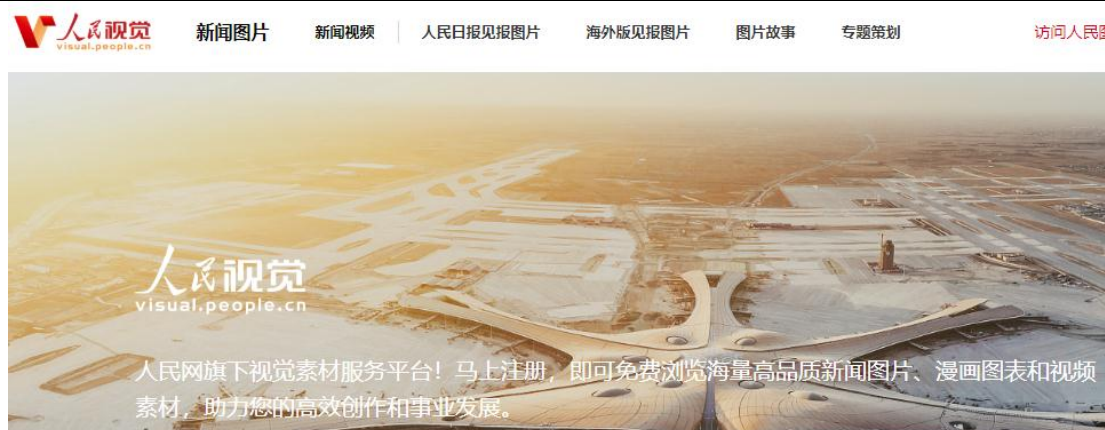 人民视觉
visual.people.cn
新闻图片 新闻视频 人民日报见报图片 海外版见报图片 图片故事 专题策划 访问人民
人民视觉
visual.people.cn
人民网旗下视觉素材服务平台！马上注册，即可免费浏览海量高品质新闻图片、漫画图表和视频
素材，助力您的高效创作和事业发展。